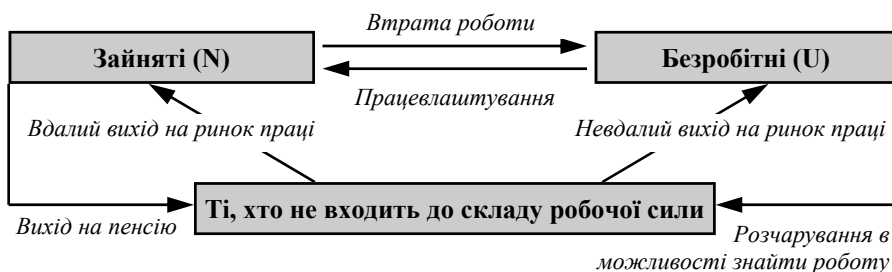 Втрата роботи
Зайняті (N)
Безробітні (U)
Працевлаштування
Вдалий вихід на ринок праці
Невдалий вихід на ринок праці
Ті, хто не входить до складу робочої сили
Вихід на пенсію
Розчарування в
можливості знайти роботу